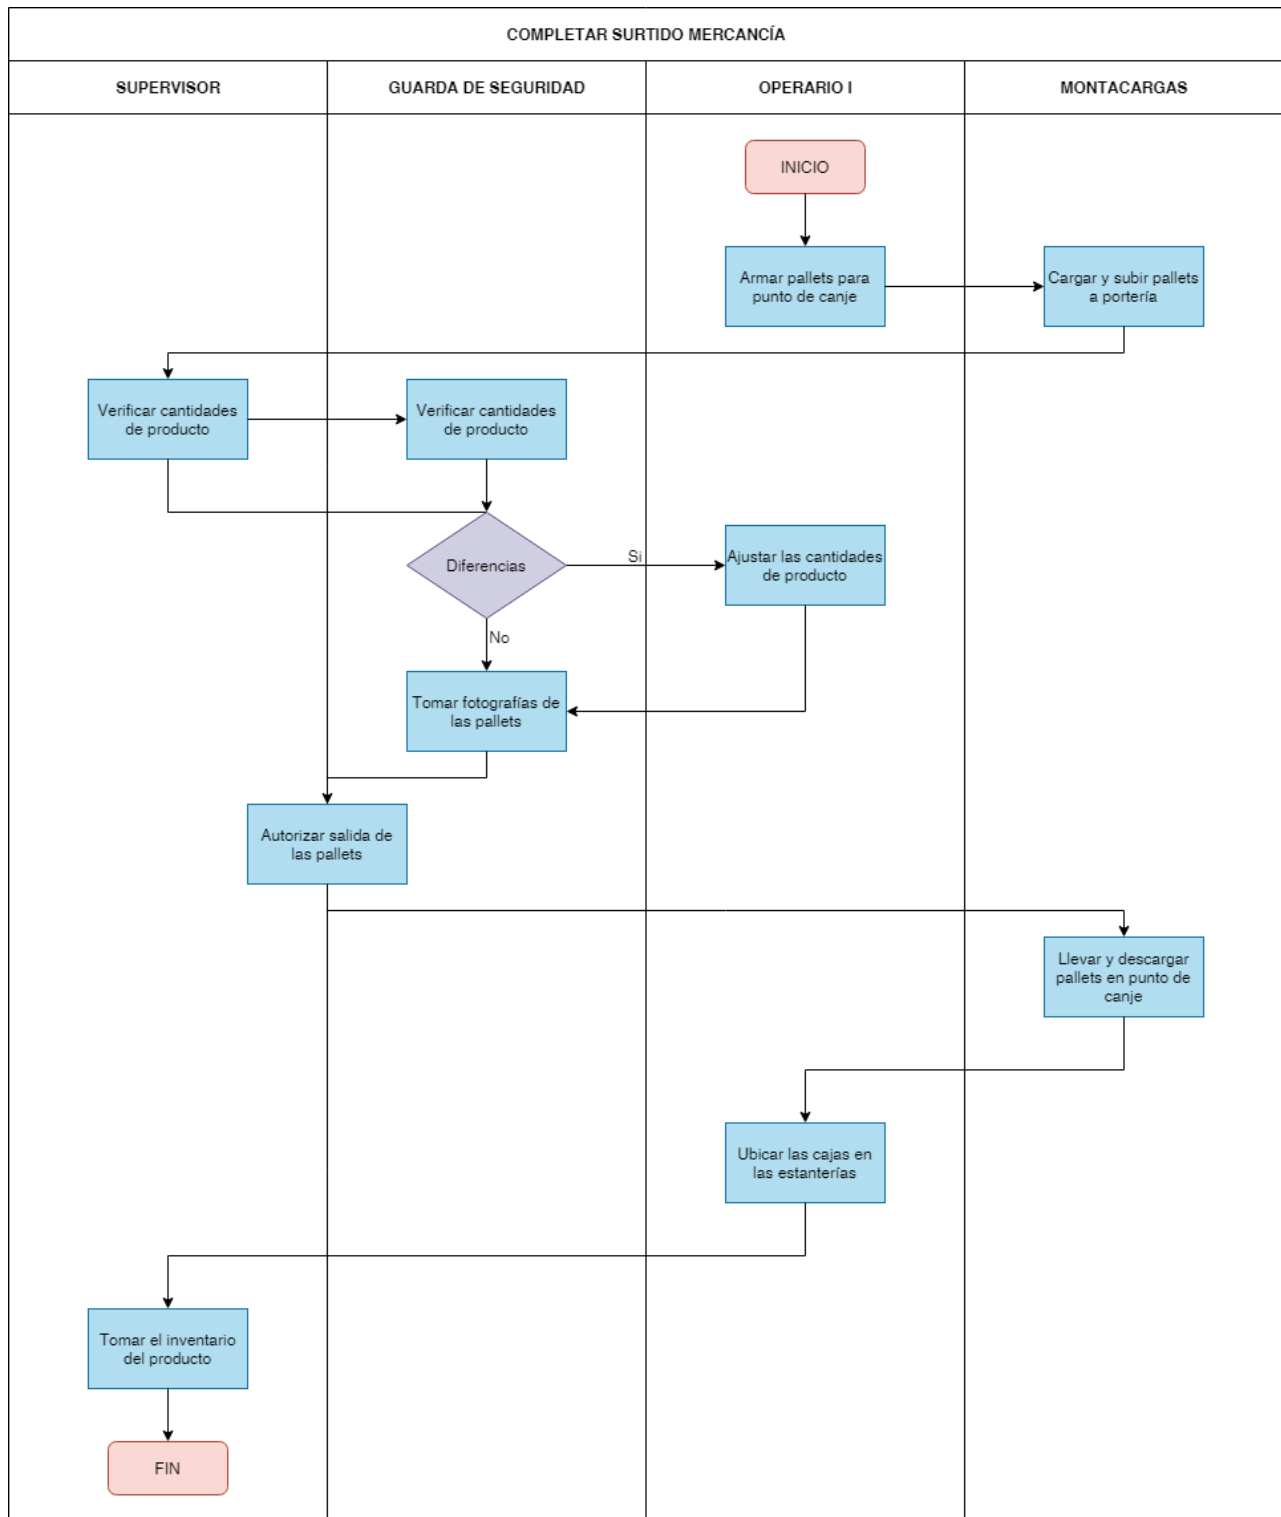 COMPLETAR SURTIDO MERCANCÍA
SUPERVISOR
GUARDA DE SEGURIDAD
OPERARIO I
MONTACARGAS
INICIO
Armar pallets para
punto de canje
Cargar y subir pallets
a portería
Verificar cantidades
de producto
Verificar cantidades
de producto
Diferencias
Si
Ajustar las cantidades
de producto
No
Tomar fotografías de
las pallets
Autorizar salida de
las pallets
Llevar y descargar
pallets en punto de
canje
Ubicar las cajas en
las estanterías
Tomar el inventario
del producto
FIN